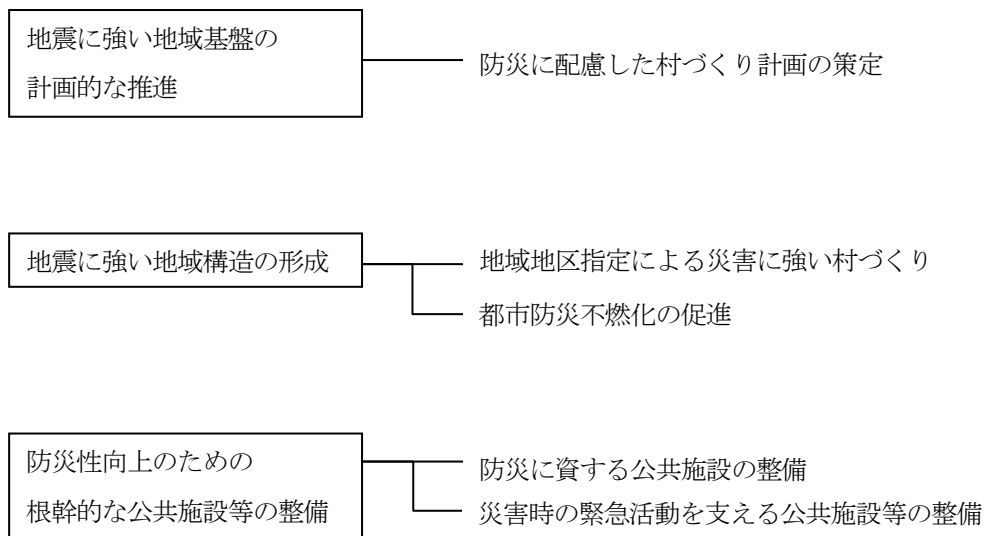 地震に強い地域基盤の
計画的な推進
防災に配慮した村づくり計画の策定
地震に強い地域構造の形成
地域地区指定による災害に強い村づくり
都市防災不燃化の促進
防災性向上のための
根幹的な公共施設等の整備
防災に資する公共施設の整備
災害時の緊急活動を支える公共施設等の整備